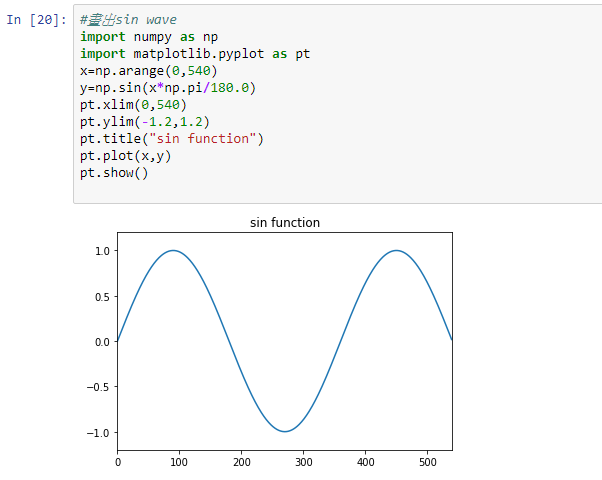 In [20]: #畫出sin wave
import numpy as np
import matplotlib.pyplot as pt
x=np.arange(0,540)
y=np.sin(x*np.pi/180.0)
pt.xlim(0,540)
pt.ylim(-1.2,1.2)
pt.title("sin function")
pt.plot(x,y)
pt.show()
sin function
1.0
0.5
0.0
−0.5
−1.0
0 100 200 300 400 500